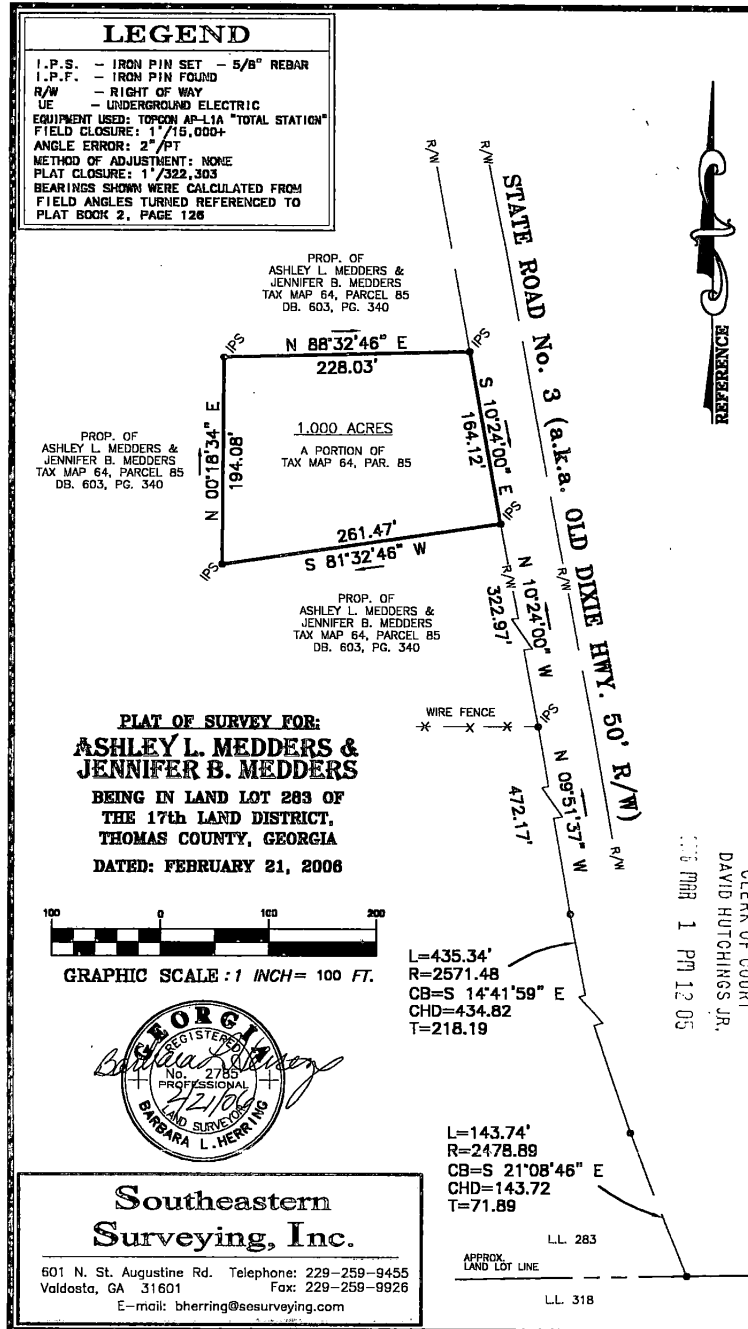 LEGEND
I.P.S. - IRON PIN SET - 5/8" REBAR
I.P.F. - IRON PIN FOUND
R/W - RIGHT OF WAY
UE - UNDERGROUND ELECTRIC
EQUIPMENT USED: TOPCON AP-L1A "TOTAL STATION"
FIELD CLOSURE: 1"/15,000+
ANGLE ERROR: 2"/PT
METHOD OF ADJUSTMENT: NONE
PLAT CLOSURE: 1"/322,303
BEARINGS SHOWN WERE CALCULATED FROM
FIELD ANGLES TURNED REFERENCED TO
PLAT BOOK 2, PAGE 126
R/W
R/W
STATE ROAD No. 3 (a.k.a. OLD DIXIE HWY. 50' R/W)
REFERENCE
PROP. OF
ASHLEY L. MEDDERS &
JENNIFER B. MEDDERS
TAX MAP 64, PARCEL 85
DB. 603, PG. 340
IPS
N 88°32'46" E
228.03'
IPS
PROP. OF
ASHLEY L. MEDDERS &
JENNIFER B. MEDDERS
TAX MAP 64, PARCEL 85
DB. 603, PG. 340
N 00°18'34" E
194.08'
1.000 ACRES
A PORTION OF
TAX MAP 64, PAR. 85
S 10°24'00" E
164.12'
261.47'
S 81°32'46" W
IPS
IPS
PROP. OF
ASHLEY L. MEDDERS &
JENNIFER B. MEDDERS
TAX MAP 64, PARCEL 85
DB. 603, PG. 340
R/W
N 10°24'00" W
322.97'
R/W
WIRE FENCE
X X X
IPS
N 09°51'37" W
472.17'
R/W
PLAT OF SURVEY FOR:
ASHLEY L. MEDDERS &
JENNIFER B. MEDDERS
BEING IN LAND LOT 283 OF
THE 17th LAND DISTRICT,
THOMAS COUNTY, GEORGIA
DATED: FEBRUARY 21, 2006
100 0 100 200
GRAPHIC SCALE : 1 INCH = 100 FT.
L=435.34'
R=2571.48
CB=S 14°41'59" E
CHD=434.82
T=218.19
CLERK OF COURT
DAVID HUTCHINGS JR.
MAR 1 PM 12 05
GEORGIA
REGISTERED
No. 2785
PROFESSIONAL
LAND SURVEYOR
BARBARA L. HERRING
Barbara L Herring
2/21/06
L=143.74'
R=2478.89
CB=S 21°08'46" E
CHD=143.72
T=71.89
L.L. 283
APPROX.
LAND LOT LINE
L.L. 318
Southeastern
Surveying, Inc.
601 N. St. Augustine Rd. Telephone: 229-259-9455
Valdosta, GA 31601 Fax: 229-259-9926
E-mail: bherring@sesurveying.com